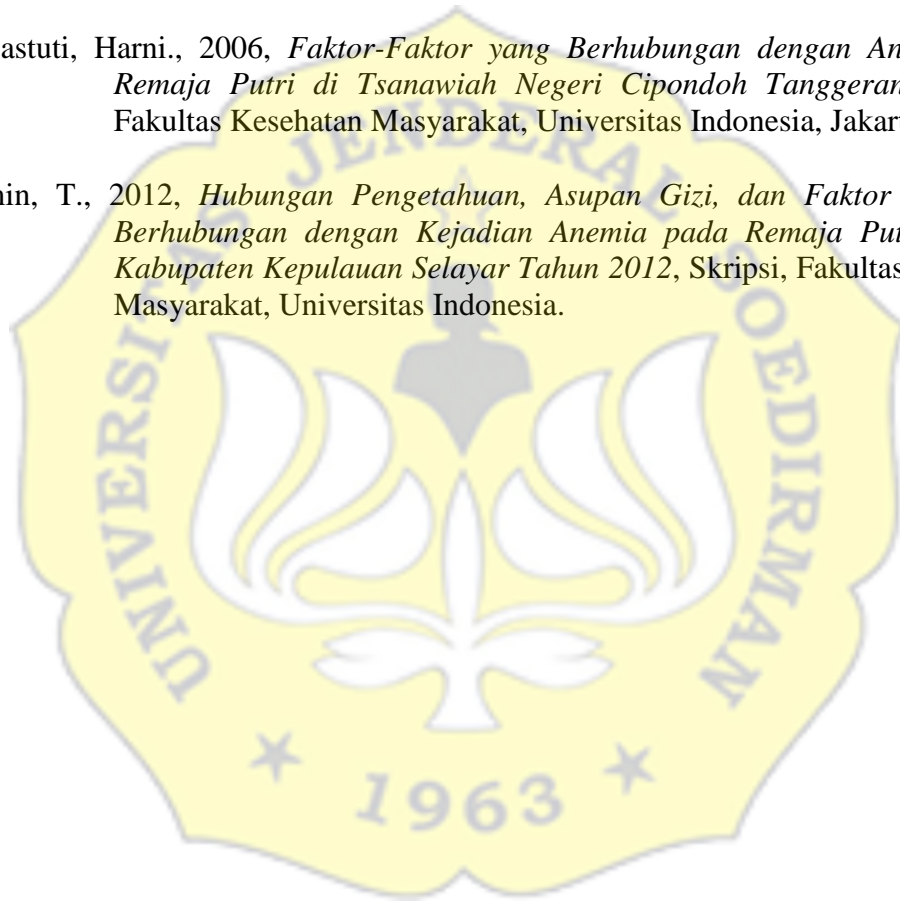 astuti, Harni., 2006, Faktor-Faktor yang Berhubungan dengan An
Remaja Putri di Tsanawiah Negeri Cipondoh Tanggeran
Fakultas Kesehatan Masyarakat, Universitas Indonesia, Jakart
in, T., 2012, Hubungan Pengetahuan, Asupan Gizi, dan Faktor
Berhubungan dengan Kejadian Anemia pada Remaja Put
Kabupaten Kepulauan Selayar Tahun 2012, Skripsi, Fakultas
Masyarakat, Universitas Indonesia.
UNIVERSITAS JENDERAL SOEDIRMAN
1963